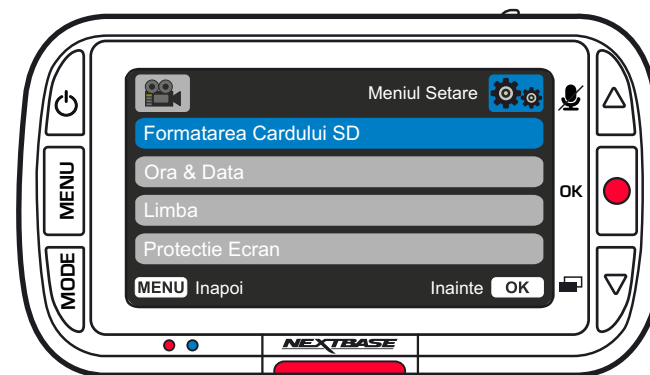 Meniul Setare
Formatarea Cardului SD
Ora & Data
Limba
Protectie Ecran
MENU Inapoi Inainte OK
MENU
MODE
OK
NEXTBASE